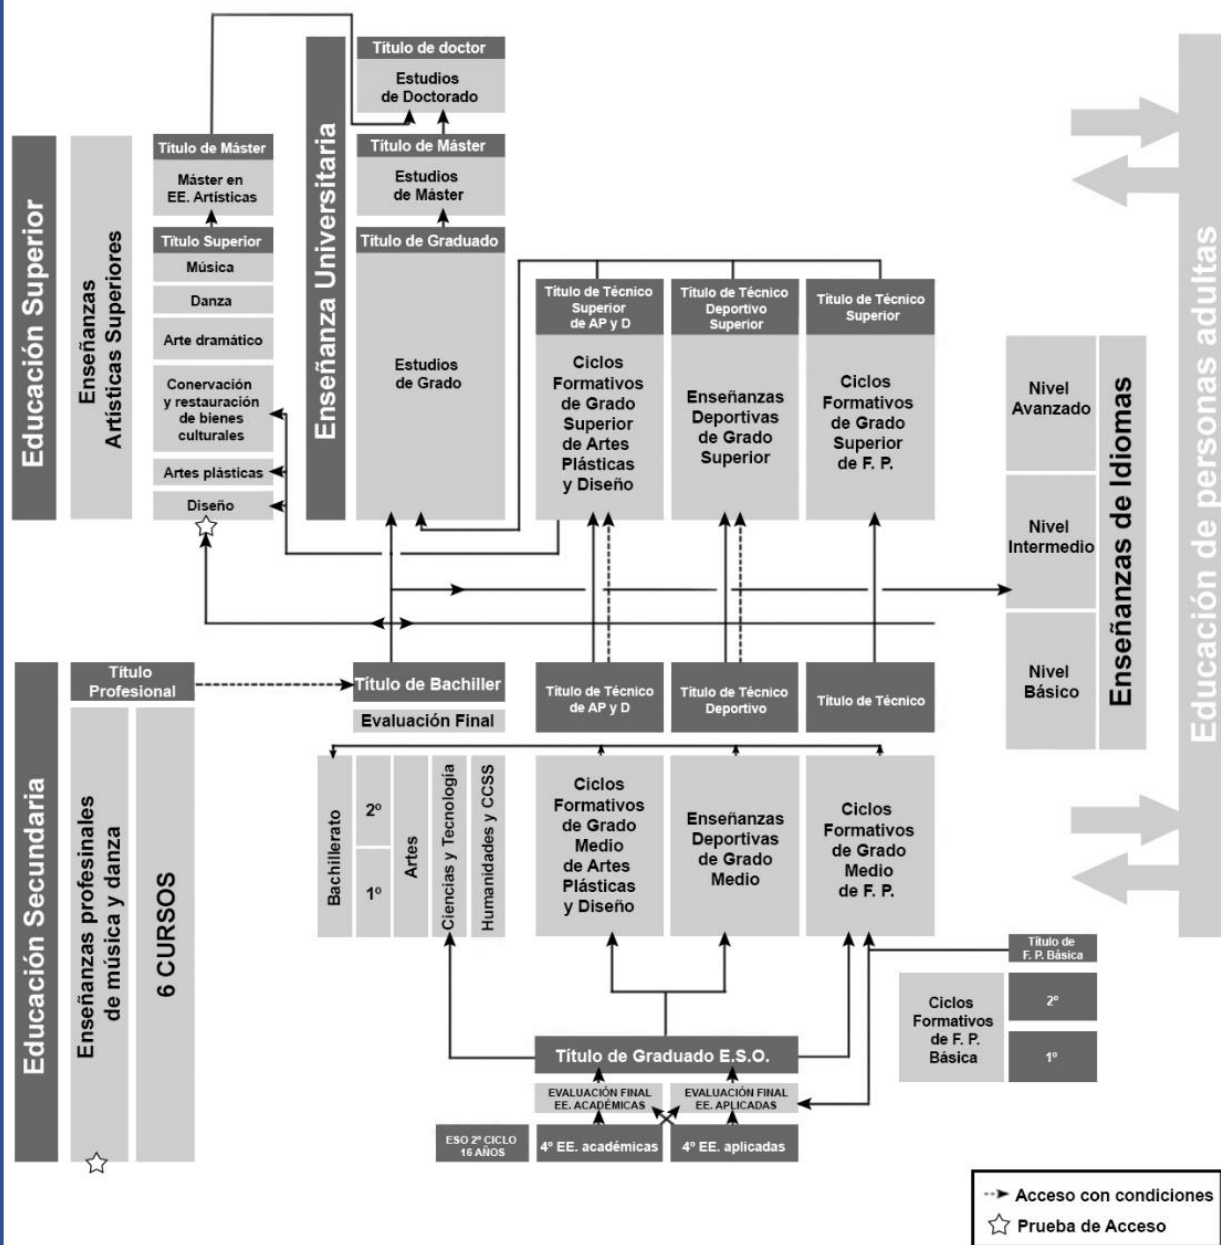 Título de doctor
Estudios
de Doctorado
Título de Máster
Máster en
EE. Artísticas
Título de Máster
Estudios
de Máster
Educación Superior
Enseñanzas
Artísticas Superiores
Título Superior
Música
Danza
Arte dramático
Conervación
y restauración
de bienes
culturales
Artes plásticas
Diseño
Enseñanza Universitaria
Título de Graduado
Estudios
de Grado
Título de Técnico
Superior
de AP y D
Ciclos
Formativos
de Grado
Superior
de Artes
Plásticas
y Diseño
Título de Técnico
Deportivo
Superior
Enseñanzas
Deportivas
de Grado
Superior
Título de Técnico
Superior
Ciclos
Formativos
de Grado
Superior
de F. P.
Nivel
Avanzado
Nivel
Intermedio
Nivel
Básico
Enseñanzas de Idiomas
Educación de personas adultas
Educación Secundaria
Título
Profesional
Enseñanzas profesinales
de música y danza
6 CURSOS
Título de Bachiller
Evaluación Final
Bachillerato
2º
1º
Artes
Ciencias y Tecnología
Humanidades y CCSS
Título de Técnico
de AP y D
Ciclos
Formativos
de Grado
Medio
de Artes
Plásticas
y Diseño
Título de Técnico
Deportivo
Enseñanzas
Deportivas
de Grado
Medio
Título de Técnico
Ciclos
Formativos
de Grado
Medio
de F. P.
Título de
F. P. Básica
Ciclos
Formativos
de F. P.
Básica
2º
1º
Título de Graduado E.S.O.
EVALUACIÓN FINAL
EE. ACADÉMICAS
EVALUACIÓN FINAL
EE. APLICADAS
ESO 2º CICLO
16 AÑOS
4º EE. académicas
4º EE. aplicadas
Acceso con condiciones
Prueba de Acceso